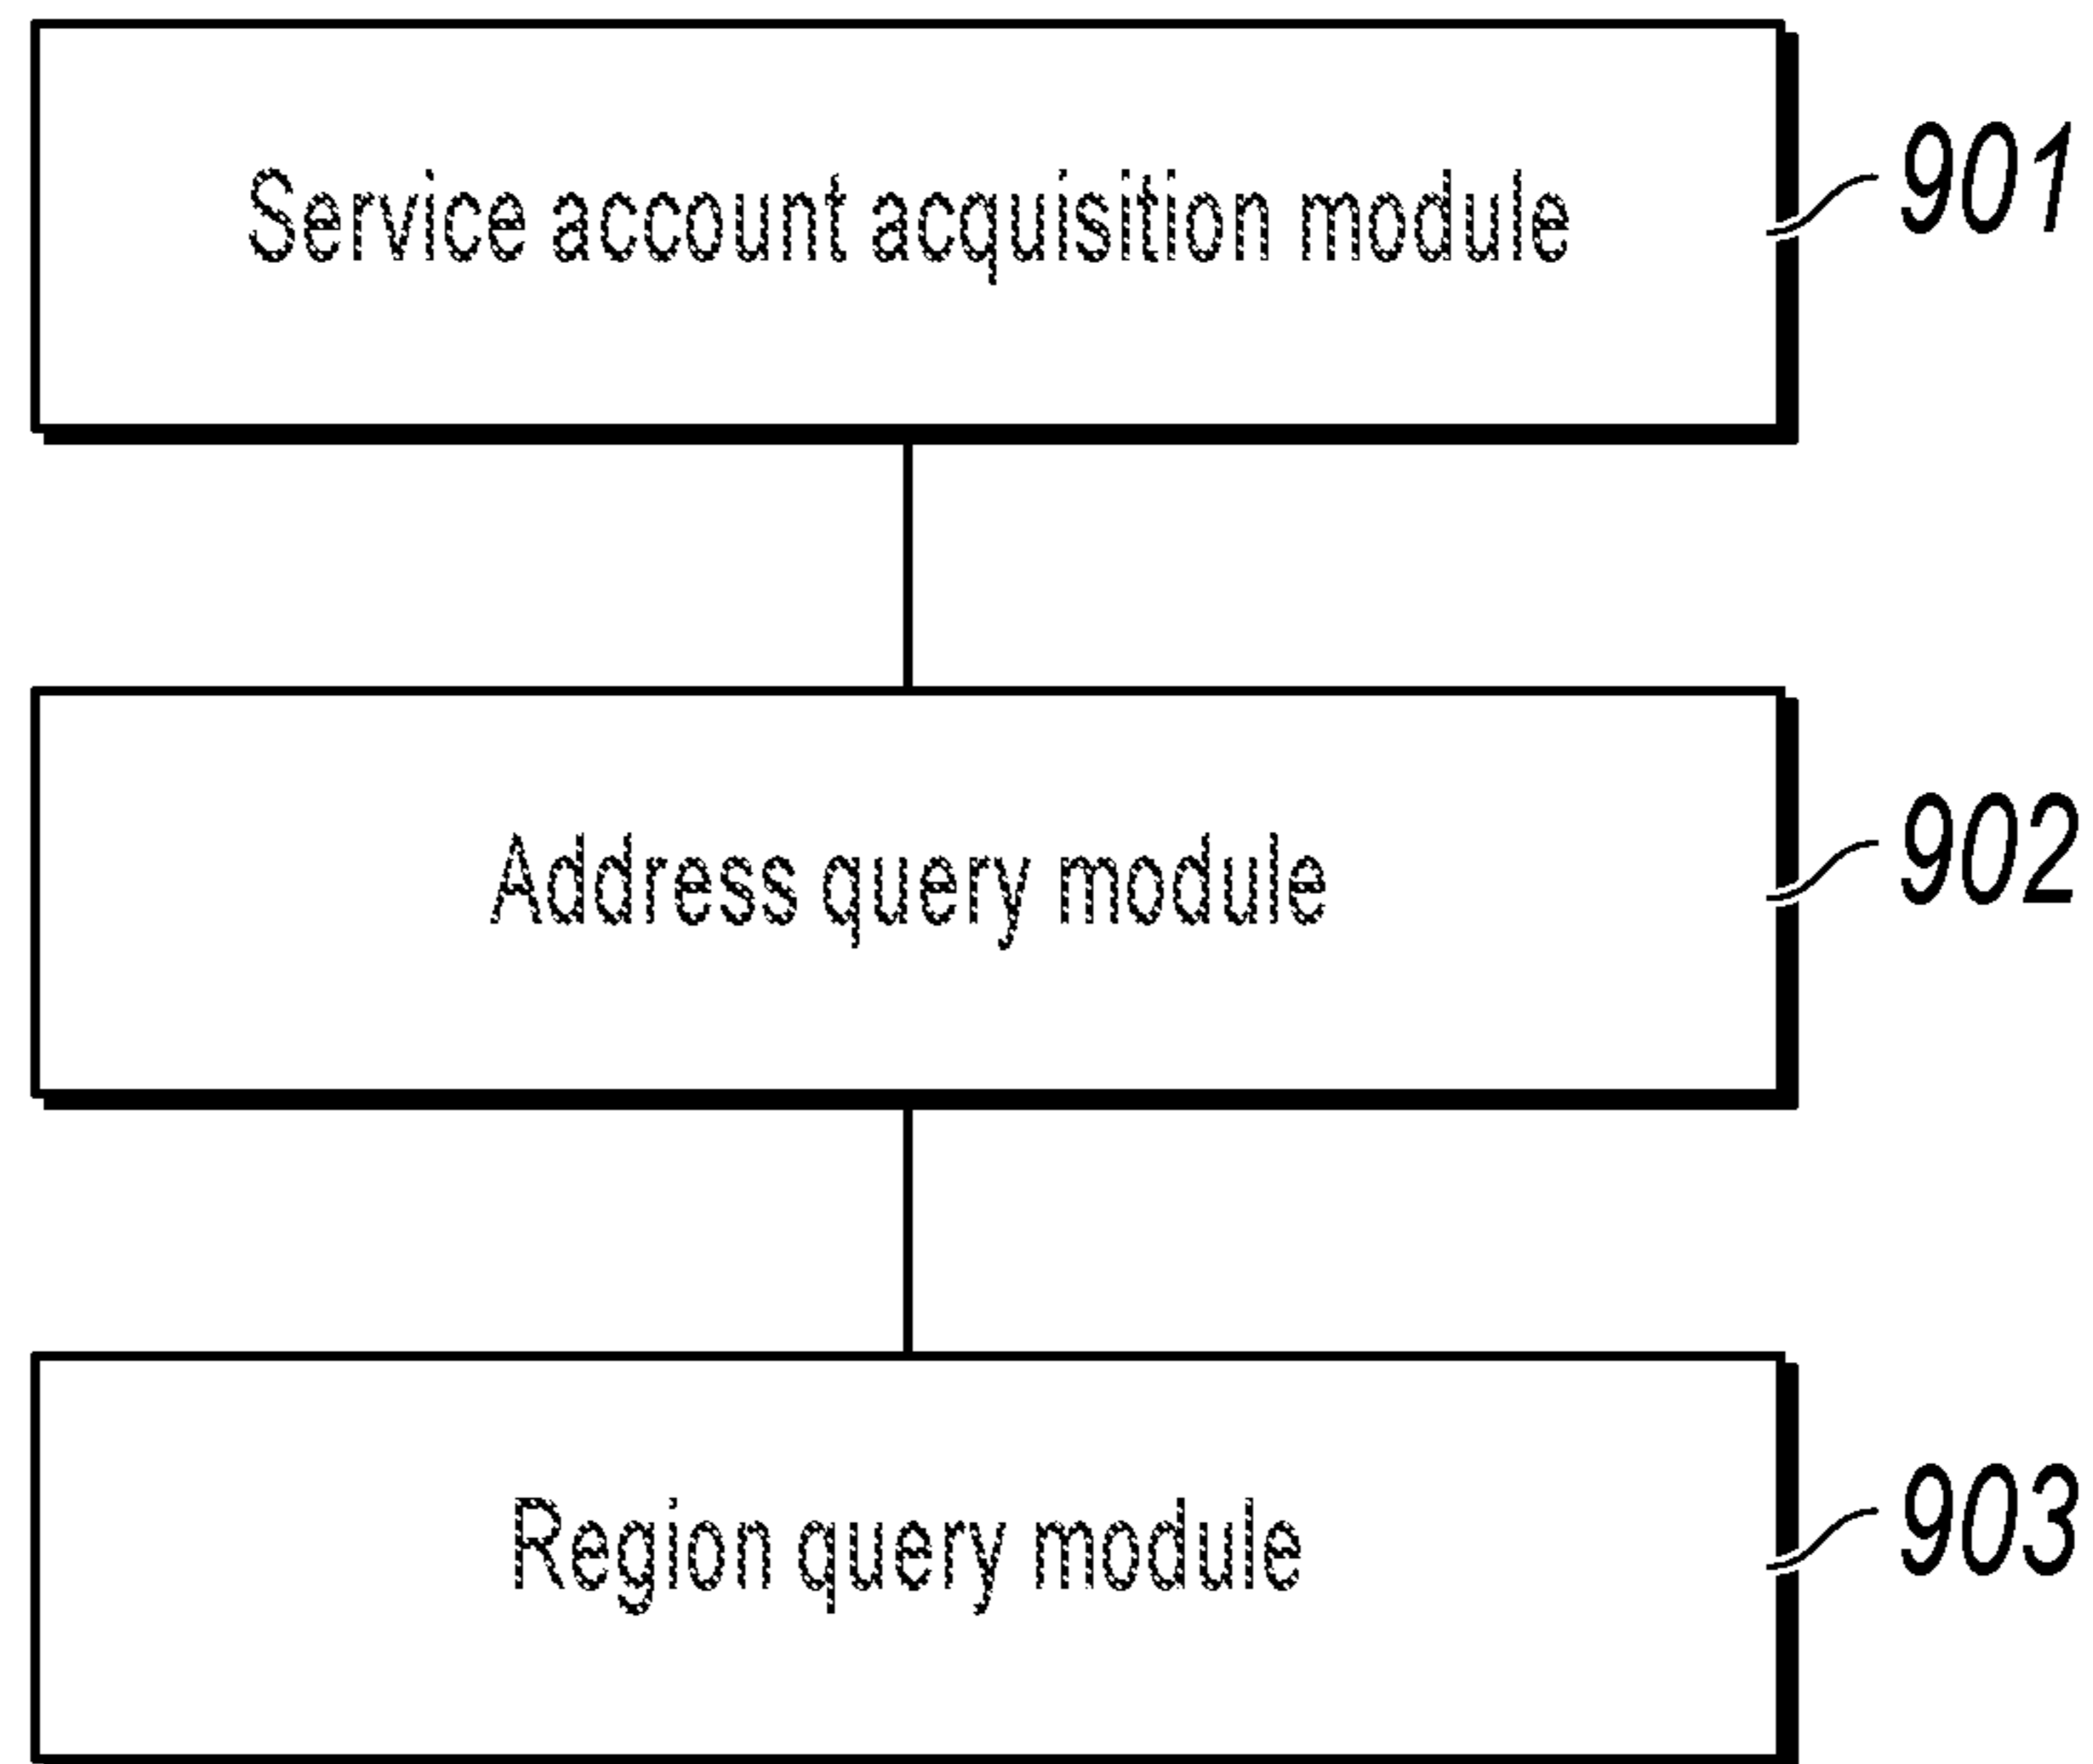 Service account acquisition module
901
Address query module
902
Region query module
903